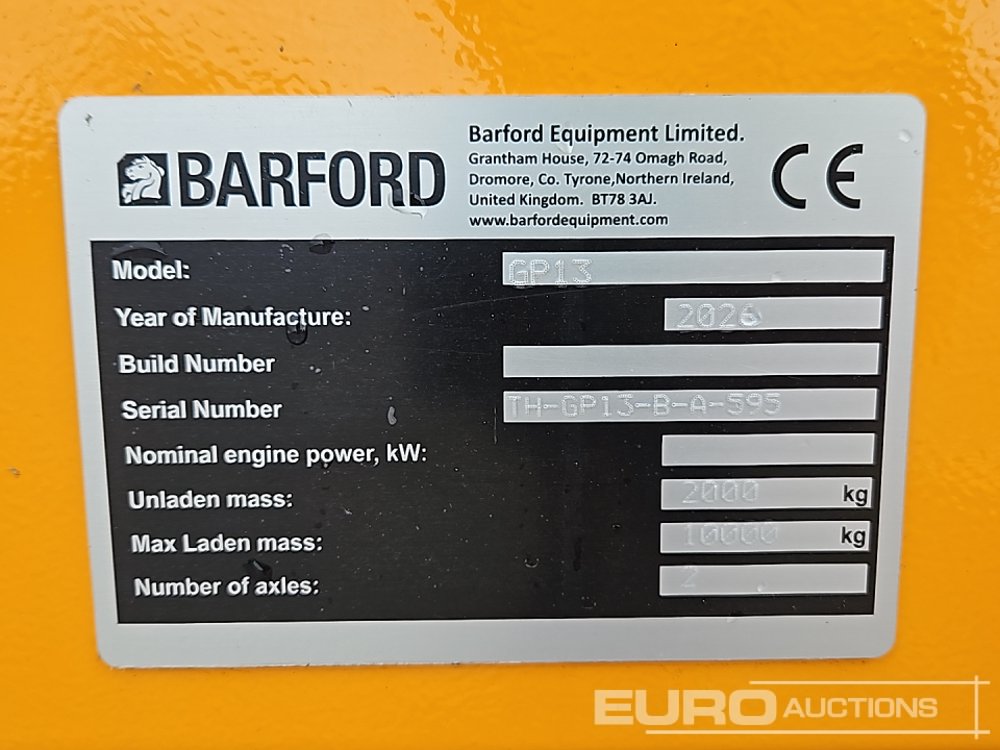 BARFORD
Barford Equipment Limited.
Grantham House, 72-74 Omagh Road,
Dromore, Co. Tyrone,Northern Ireland,
United Kingdom. BT78 3AJ.
www.barfordequipment.com
CE
Model: GP13
Year of Manufacture: 2026
Build Number
Serial Number TH-GP13-B-A-595
Nominal engine power, kW:
Unladen mass: 2000 kg
Max Laden mass: 10000 kg
Number of axles: 2
EURO AUCTIONS